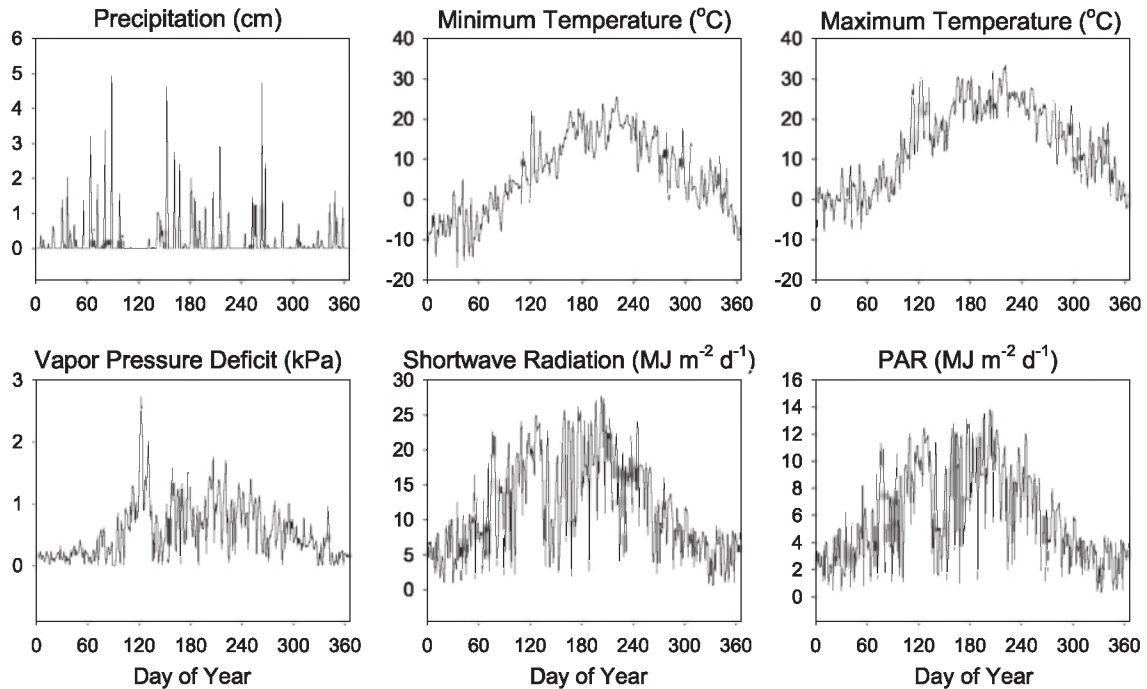 Precipitation (cm) Minimum Temperature (°C) Maximum Temperature (°C)
6 40 40
5 30 30
4 20 20
3 10 10
2 0 0
1 -10 -10
0 -20 -20
0 60 120 180 240 300 360 0 60 120 180 240 300 360 0 60 120 180 240 300 360
Vapor Pressure Deficit (kPa) Shortwave Radiation (MJ m⁻² d⁻¹) PAR (MJ m⁻² d⁻¹)
3 30 16
25 14
2 20 12
15 10
1 10 8
5 6
0 0 4
2
0
0 60 120 180 240 300 360 0 60 120 180 240 300 360 0 60 120 180 240 300 360
Day of Year Day of Year Day of Year